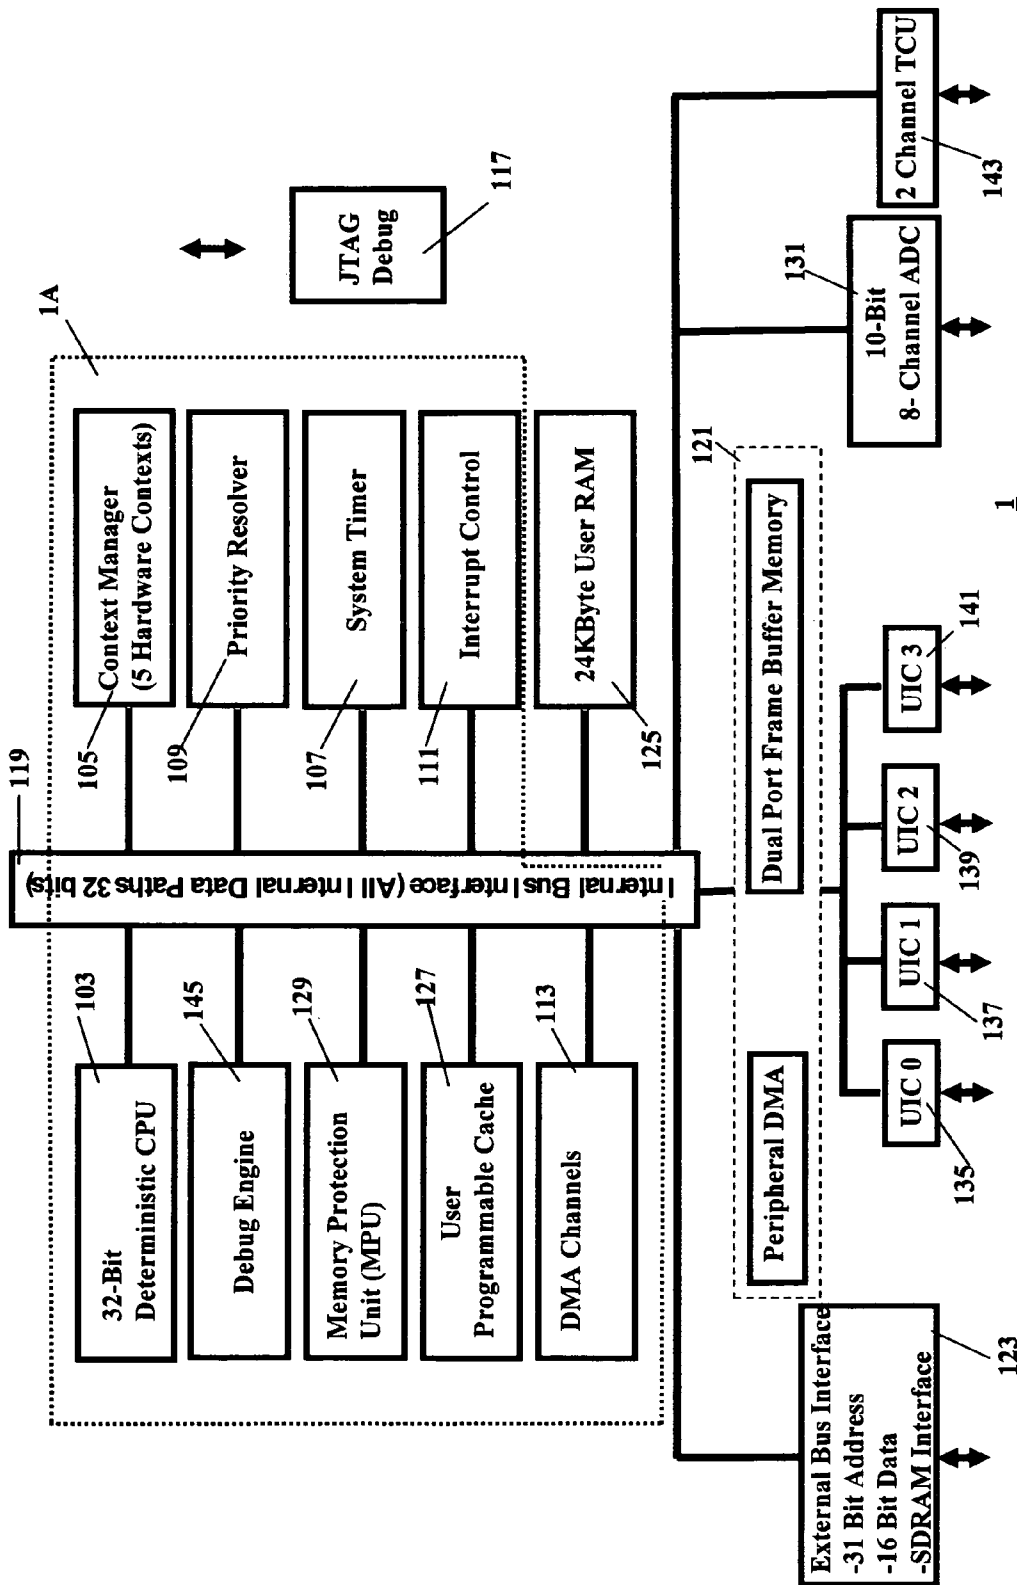 119
1A
103
32-Bit
Deterministic CPU
145
Debug Engine
129
Memory Protection
Unit (MPU)
127
User
Programmable Cache
113
DMA Channels
Internal Bus Interface (All Internal Data Paths 32 bits)
105
Context Manager
(5 Hardware Contexts)
109
Priority Resolver
107
System Timer
111
Interrupt Control
125
24KByte User RAM
JTAG
Debug
117
External Bus Interface
-31 Bit Address
-16 Bit Data
-SDRAM Interface
123
121
Peripheral DMA
Dual Port Frame Buffer Memory
UIC 0
135
UIC 1
137
UIC 2
139
UIC 3
141
131
10-Bit
8- Channel ADC
2 Channel TCU
143
1